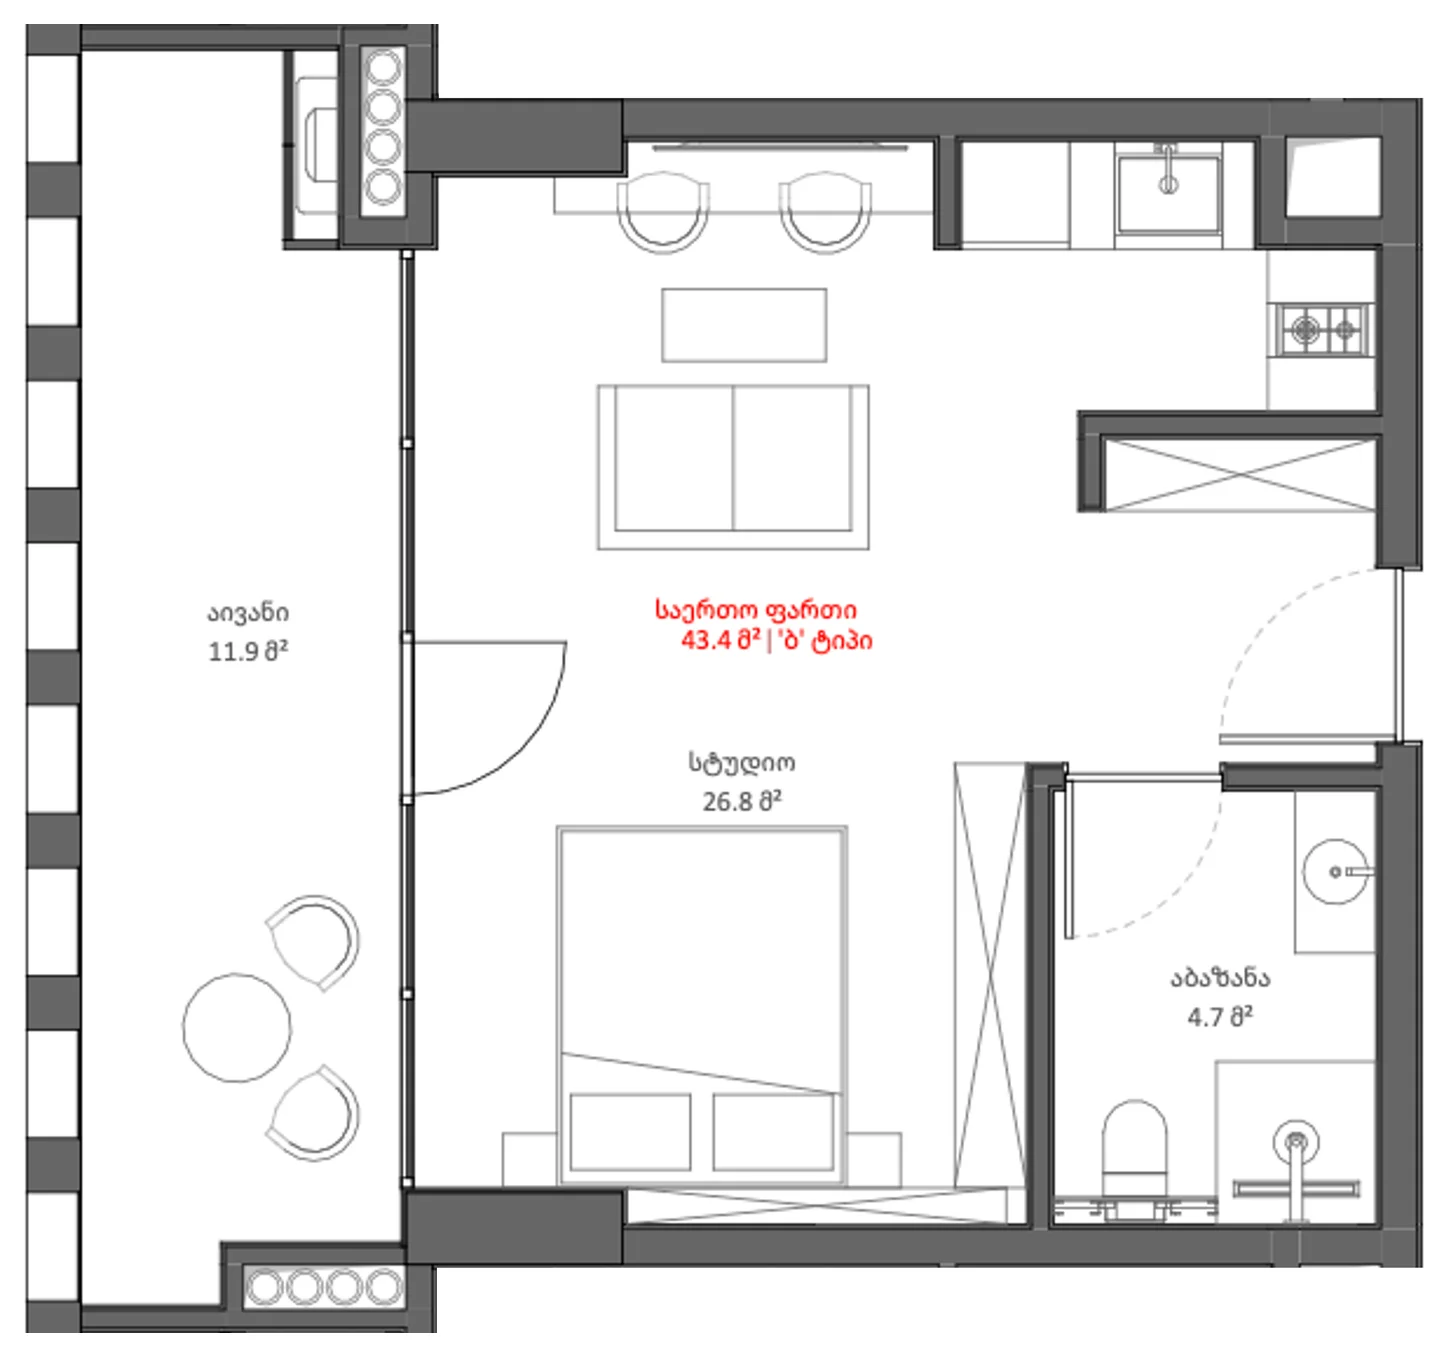 საერთო ფართი
43.4 მ² | 'ბ' ტიპი
აივანი
11.9 მ²
სტუდიო
26.8 მ²
აბაზანა
4.7 მ²